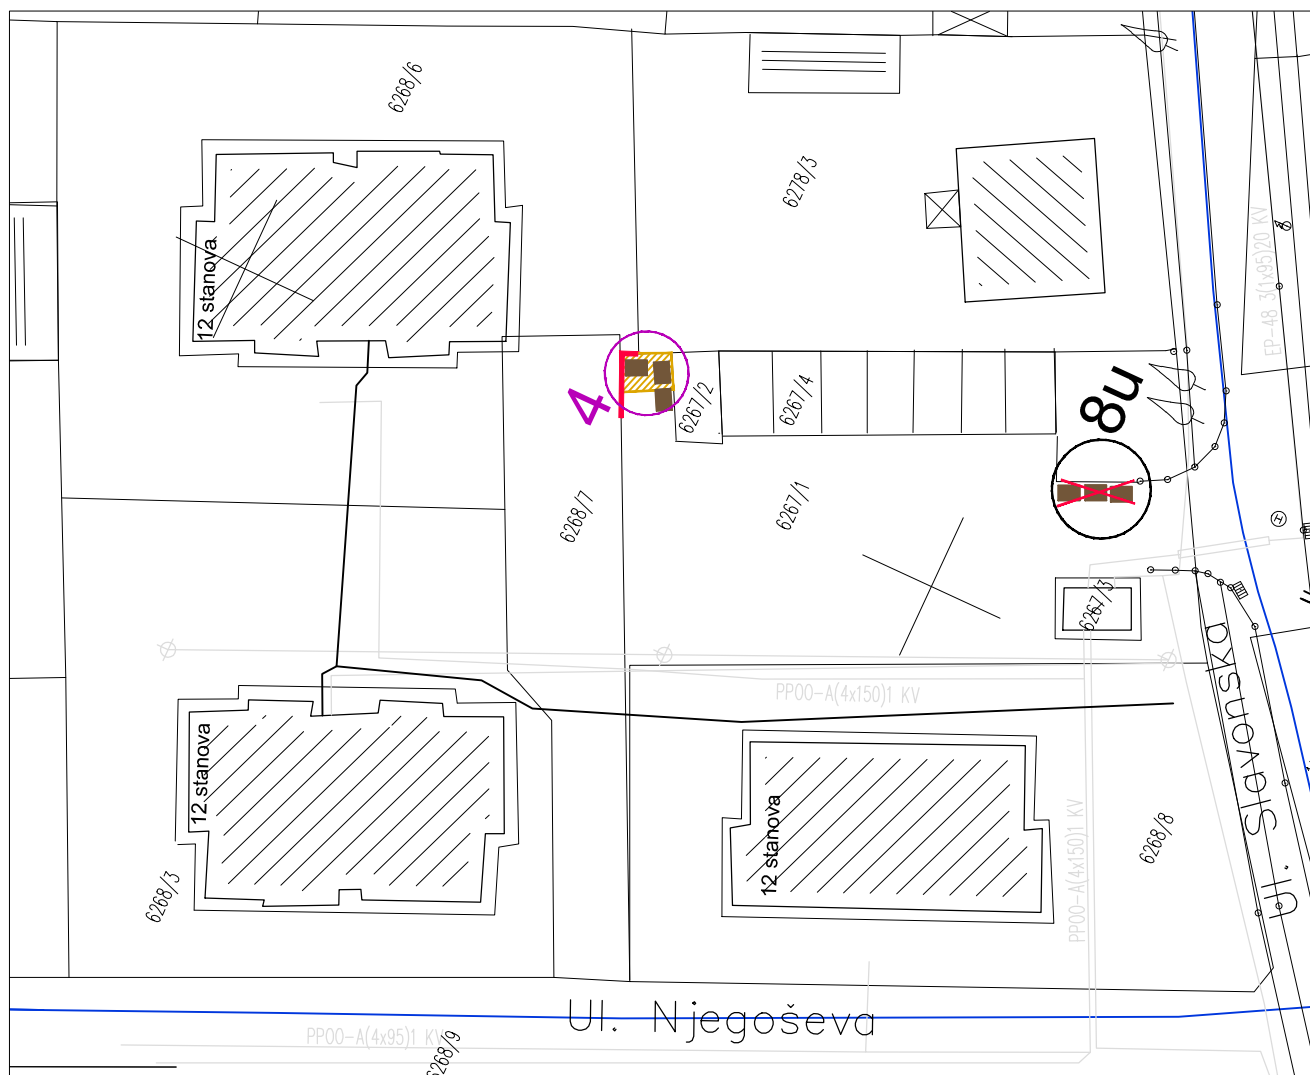 6268/6
6278/3
12 stanova
EP-48 3(1x95)20 KV
4
6267/2
6267/4
8u
6268/7
6267/1
6267/3
PP00-A(4x150)1 KV
12 stanova
12 stanova
PP00-A(4x150)1 KV
6268/8
6268/3
Ul. Slavonska
Ul. Njegoševa
PP00-A(4x95)1 KV
6268/9